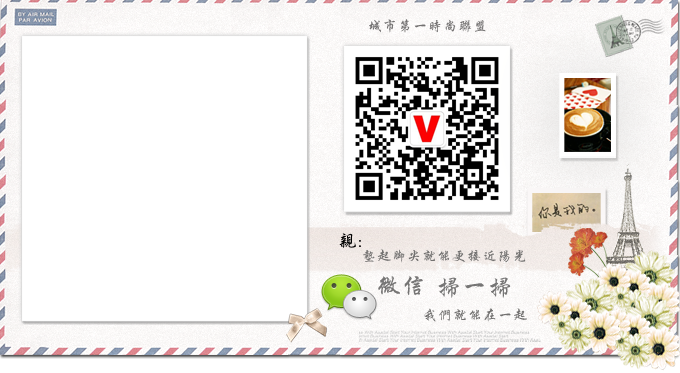 BY AIR MAIL
PAR AVION
城市第一時尚聯盟
V
你是我的。
親:
墊起脚尖就能更接近陽光
微信 掃一掃
我們就能在一起